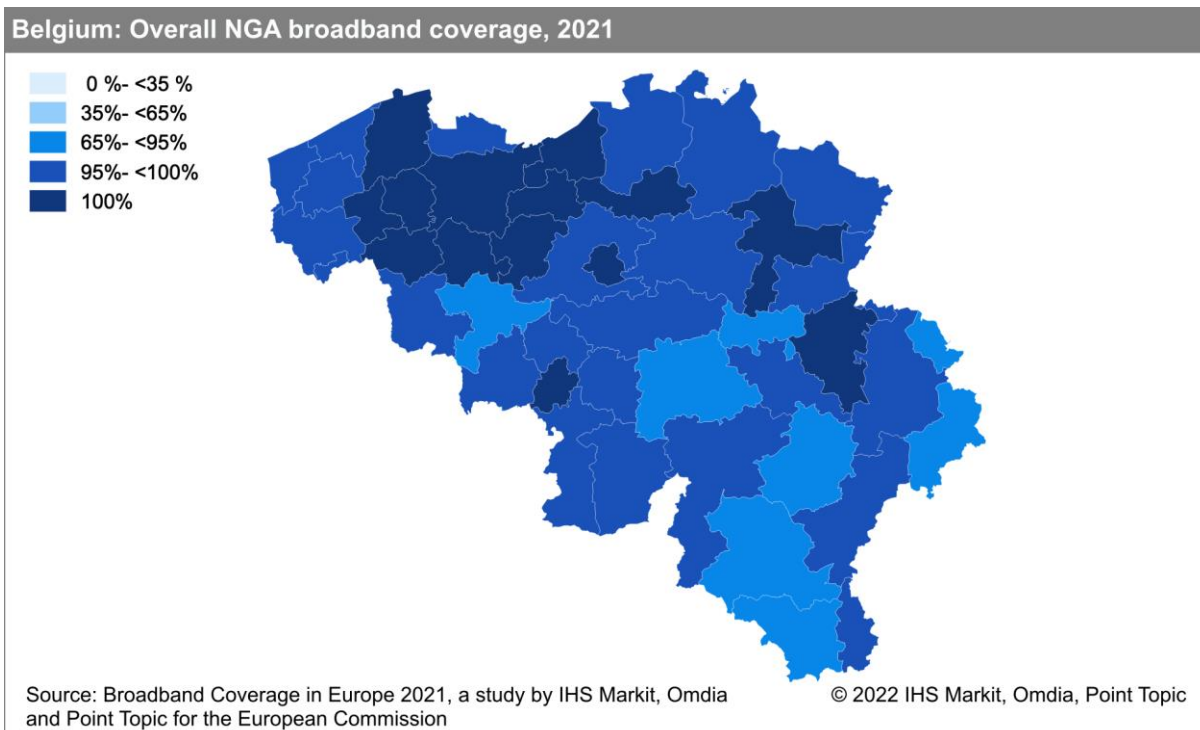 Belgium: Overall NGA broadband coverage, 2021
0 %- <35 %
35%- <65%
65%- <95%
95%- <100%
100%
Source: Broadband Coverage in Europe 2021, a study by IHS Markit, Omdia
and Point Topic for the European Commission
© 2022 IHS Markit, Omdia, Point Topic